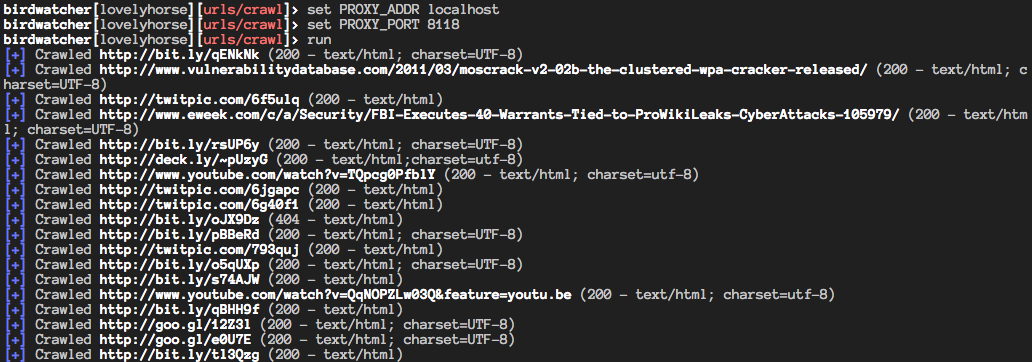 birdwatcher[lovelyhorse][urls/crawl]> set PROXY_ADDR localhost
birdwatcher[lovelyhorse][urls/crawl]> set PROXY_PORT 8118
birdwatcher[lovelyhorse][urls/crawl]> run
[+] Crawled http://bit.ly/qENkNk (200 - text/html; charset=UTF-8)
[+] Crawled http://www.vulnerabilitydatabase.com/2011/03/moscrack-v2-02b-the-clustered-wpa-cracker-released/ (200 - text/html; c
harset=UTF-8)
[+] Crawled http://twitpic.com/6f5ulq (200 - text/html)
[+] Crawled http://www.eweek.com/c/a/Security/FBI-Executes-40-Warrants-Tied-to-ProWikiLeaks-CyberAttacks-105979/ (200 - text/htm
l; charset=UTF-8)
[+] Crawled http://bit.ly/rsUP6y (200 - text/html; charset=UTF-8)
[+] Crawled http://deck.ly/~pUzyG (200 - text/html;charset=utf-8)
[+] Crawled http://www.youtube.com/watch?v=TQpcg0PfblY (200 - text/html; charset=utf-8)
[+] Crawled http://twitpic.com/6jgapc (200 - text/html)
[+] Crawled http://twitpic.com/6g40f1 (200 - text/html)
[+] Crawled http://bit.ly/oJX9Dz (404 - text/html)
[+] Crawled http://bit.ly/pBBeRd (200 - text/html; charset=UTF-8)
[+] Crawled http://twitpic.com/793quj (200 - text/html)
[+] Crawled http://bit.ly/o5qUXp (200 - text/html; charset=UTF-8)
[+] Crawled http://bit.ly/s74AJW (200 - text/html)
[+] Crawled http://www.youtube.com/watch?v=QqNOPZLw03Q&feature=youtu.be (200 - text/html; charset=utf-8)
[+] Crawled http://bit.ly/qBHH9f (200 - text/html)
[+] Crawled http://goo.gl/12Z3l (200 - text/html; charset=UTF-8)
[+] Crawled http://goo.gl/e0U7E (200 - text/html; charset=UTF-8)
[+] Crawled http://bit.ly/tl3Qzg (200 - text/html)